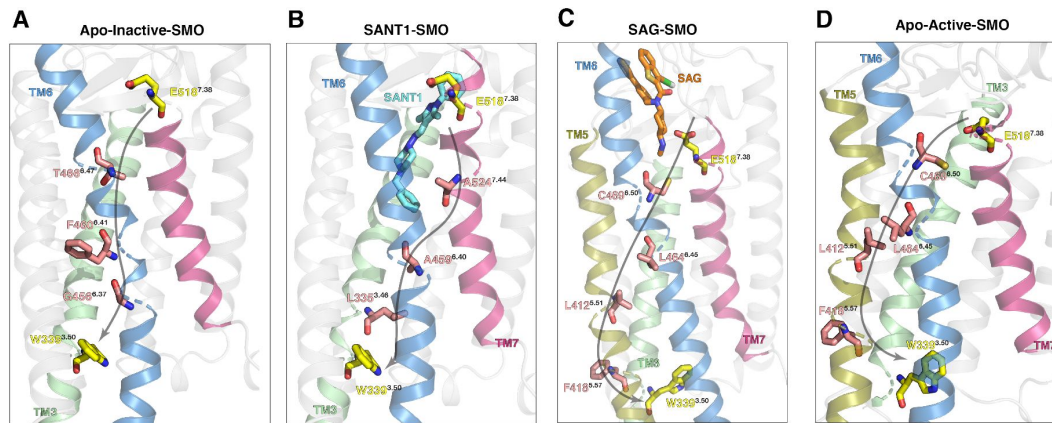 A
Apo-Inactive-SMO
TM6
E518^7.38
T466^6.47
F460^6.41
G456^6.37
W339^3.50
TM3
B
SANT1-SMO
TM6
SANT1
E518^7.38
A524^7.44
A459^6.40
L335^3.46
TM7
W339^3.50
TM3
C
SAG-SMO
TM6
SAG
TM5
E518^7.38
C469^6.50
L464^6.45
L412^5.51
TM7
TM3
F418^5.57
W339^3.50
D
Apo-Active-SMO
TM6
TM3
TM5
E518^7.38
C469^6.50
L412^5.51
L464^6.45
F418^5.57
W339^3.50
TM7